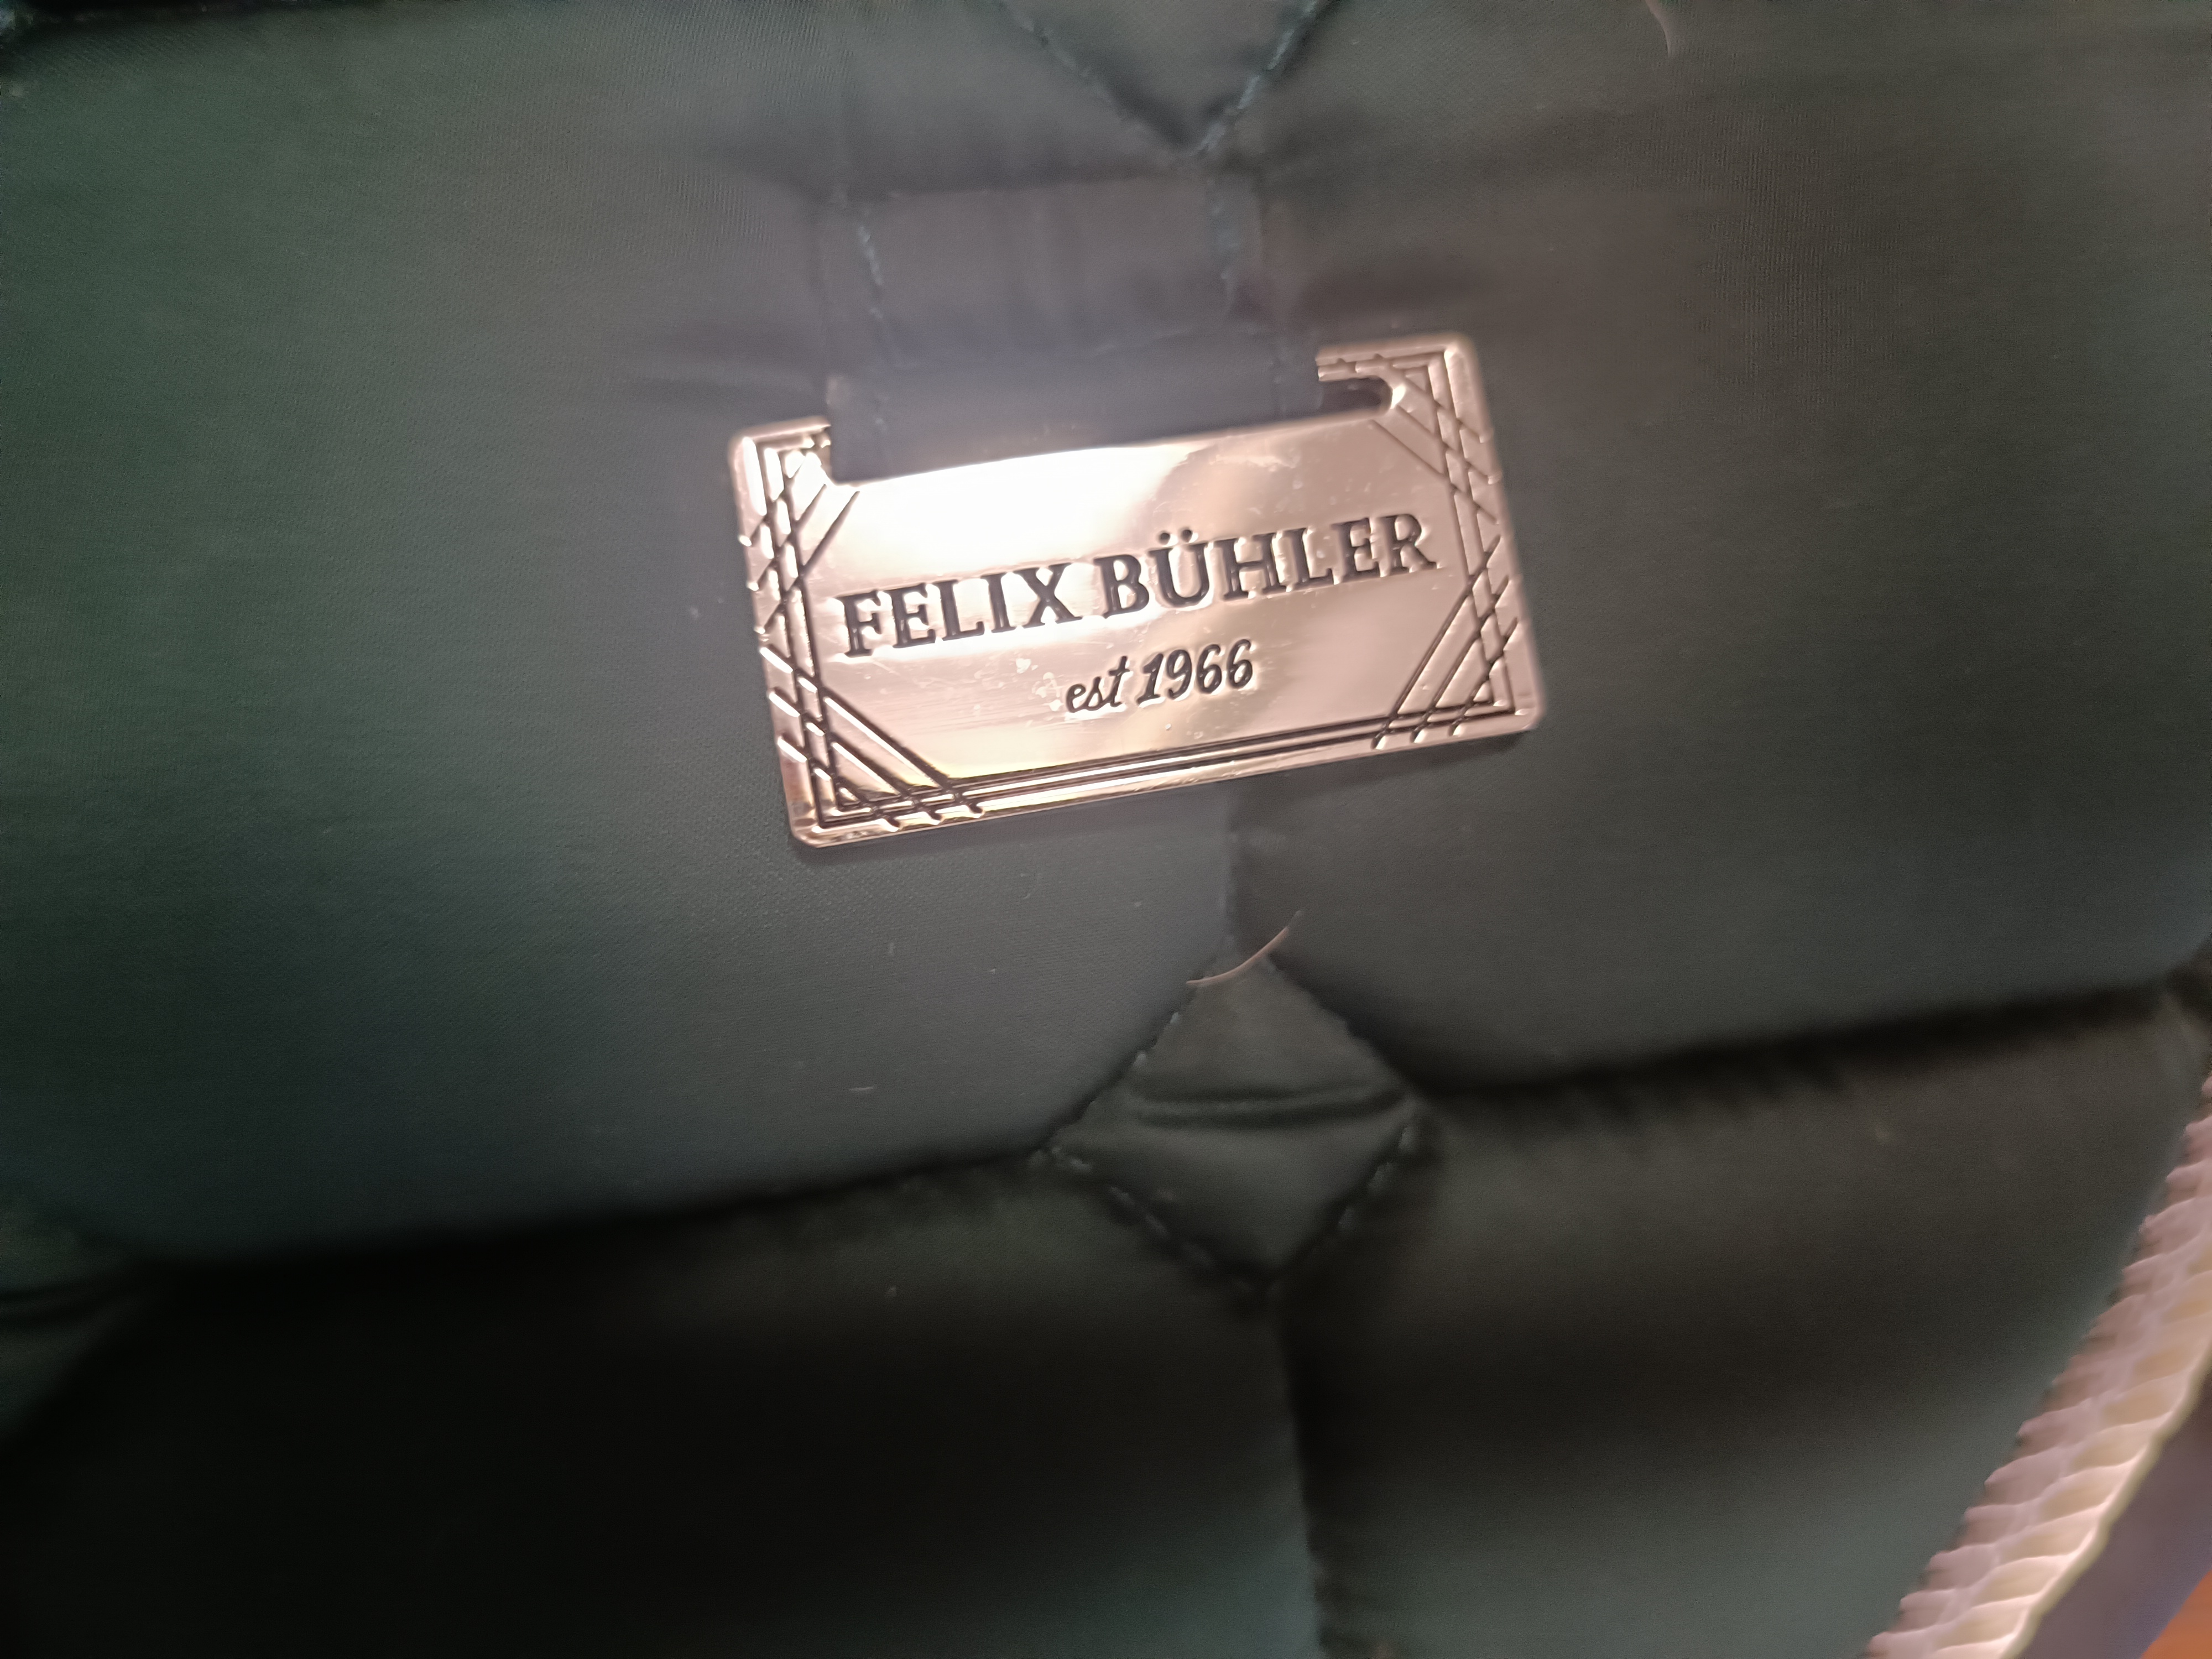 FELIX BÜHLER
est 1966